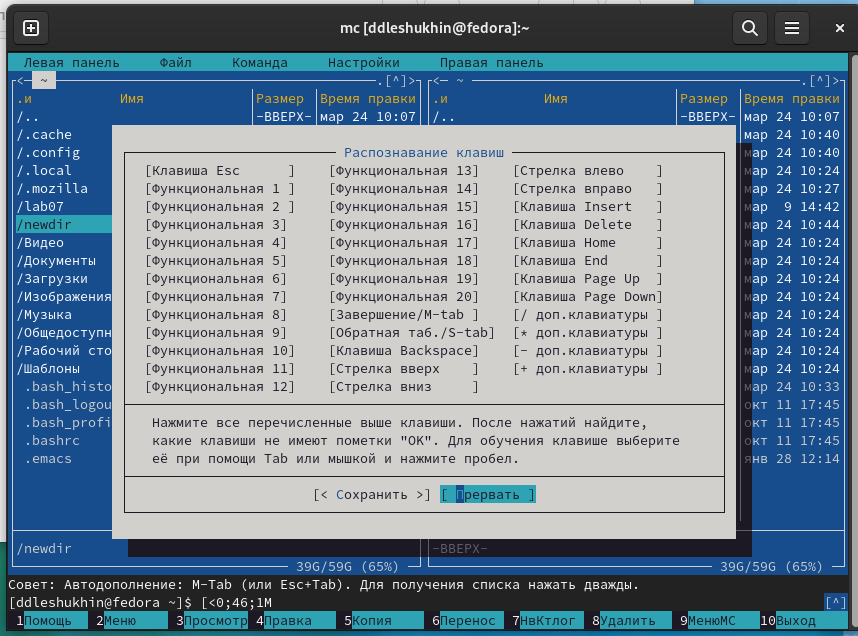 mc [ddleshukhin@fedora]:~
Левая панель Файл Команда Настройки Правая панель
<— ~ .[^]> <— ~ .[^]>
.и Имя Размер Время правки .и Имя Размер Время правки
/.. -ВВЕРХ- мар 24 10:07 /.. -ВВЕРХ- мар 24 10:07
/.cache мар 24 10:40
/.config мар 24 10:40
/.local мар 24 10:24
/.mozilla мар 24 10:27
/lab07 мар 9 14:42
/newdir мар 24 10:44
/Видео мар 24 10:24
/Документы мар 24 10:24
/Загрузки мар 24 10:24
/Изображения мар 24 10:24
/Музыка мар 24 10:24
/Общедоступн мар 24 10:24
/Рабочий сто мар 24 10:24
/Шаблоны мар 24 10:24
.bash_histo мар 24 10:33
.bash_logou окт 11 17:45
.bash_profi окт 11 17:45
.bashrc окт 11 17:45
.emacs янв 28 12:14
Распознавание клавиш
[Клавиша Esc ] [Функциональная 13] [Стрелка влево ]
[Функциональная 1 ] [Функциональная 14] [Стрелка вправо ]
[Функциональная 2 ] [Функциональная 15] [Клавиша Insert ]
[Функциональная 3] [Функциональная 16] [Клавиша Delete ]
[Функциональная 4] [Функциональная 17] [Клавиша Home ]
[Функциональная 5] [Функциональная 18] [Клавиша End ]
[Функциональная 6] [Функциональная 19] [Клавиша Page Up ]
[Функциональная 7] [Функциональная 20] [Клавиша Page Down]
[Функциональная 8] [Завершение/M-tab ] [/ доп.клавиатуры ]
[Функциональная 9] [Обратная таб./S-tab] [* доп.клавиатуры ]
[Функциональная 10] [Клавиша Backspace] [- доп.клавиатуры ]
[Функциональная 11] [Стрелка вверх ] [+ доп.клавиатуры ]
[Функциональная 12] [Стрелка вниз ]
Нажмите все перечисленные выше клавиши. После нажатий найдите,
какие клавиши не имеют пометки "OK". Для обучения клавише выберите
её при помощи Tab или мышкой и нажмите пробел.
[< Сохранить >] [ Прервать ]
/newdir -ВВЕРХ-
39G/59G (65%) 39G/59G (65%)
Совет: Автодополнение: M-Tab (или Esc+Tab). Для получения списка нажать дважды.
[ddleshukhin@fedora ~]$ [<0;46;1M [^]
1Помощь 2Меню 3Просмотр 4Правка 5Копия 6Перенос 7НвКтлог 8Удалить 9МенюМС 10Выход